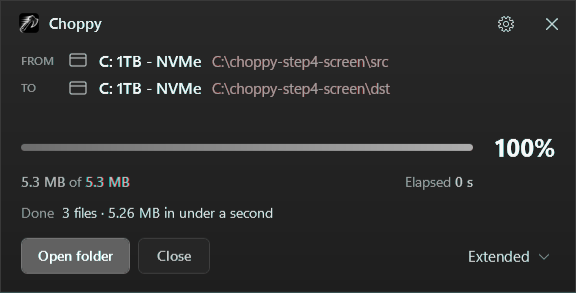 Choppy
FROM C: 1TB - NVMe C:\choppy-step4-screen\src
TO C: 1TB - NVMe C:\choppy-step4-screen\dst
100%
5.3 MB of 5.3 MB Elapsed 0 s
Done 3 files · 5.26 MB in under a second
Open folder Close Extended